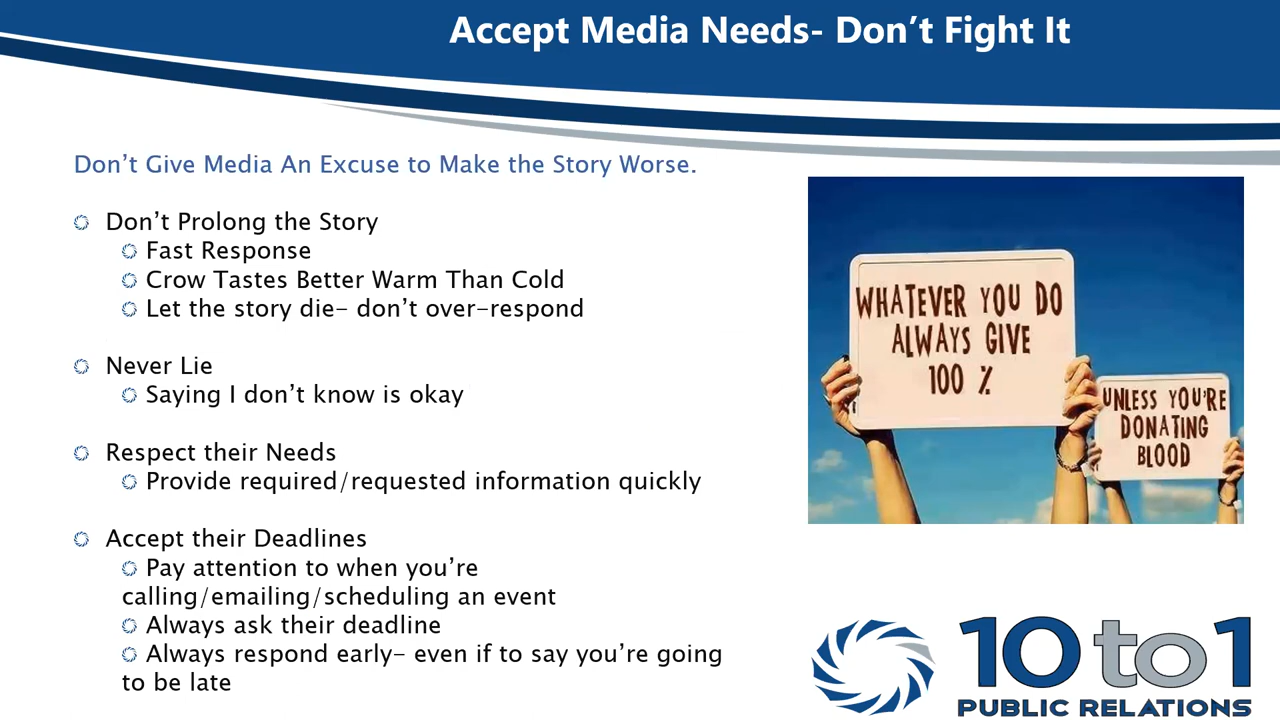 Accept Media Needs- Don’t Fight It
Don’t Give Media An Excuse to Make the Story Worse.
Don’t Prolong the Story
Fast Response
Crow Tastes Better Warm Than Cold
Let the story die– don’t over–respond
Never Lie
Saying I don’t know is okay
Respect their Needs
Provide required/requested information quickly
Accept their Deadlines
Pay attention to when you’re
calling/emailing/scheduling an event
Always ask their deadline
Always respond early– even if to say you’re going
to be late
WHATEVER YOU DO
ALWAYS GIVE
100 %
UNLESS YOU'RE
DONATING
BLOOD
10 to 1
PUBLIC RELATIONS